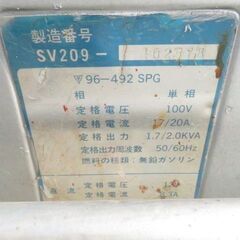 製造番号
SV209-
96-492 SPG
相 単相
定格電圧 100V
定格電流 17/20A
定格出力 1.7/2.0KVA
定格出力周波数 50/60Hz
燃料の種類:無鉛ガソリン
直流 定格電圧 12V
定格電流